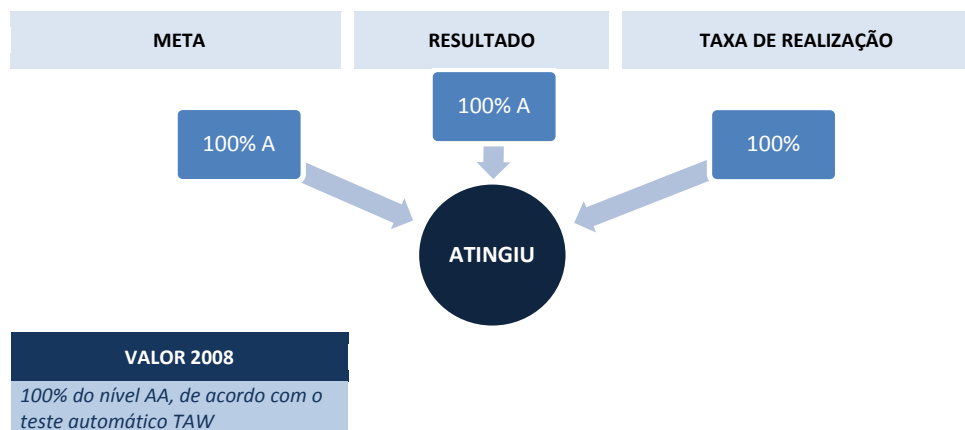 META
RESULTADO
TAXA DE REALIZAÇÃO
100% A
100% A
100%
ATINGIU
VALOR 2008
100% do nível AA, de acordo com o
teste automático TAW